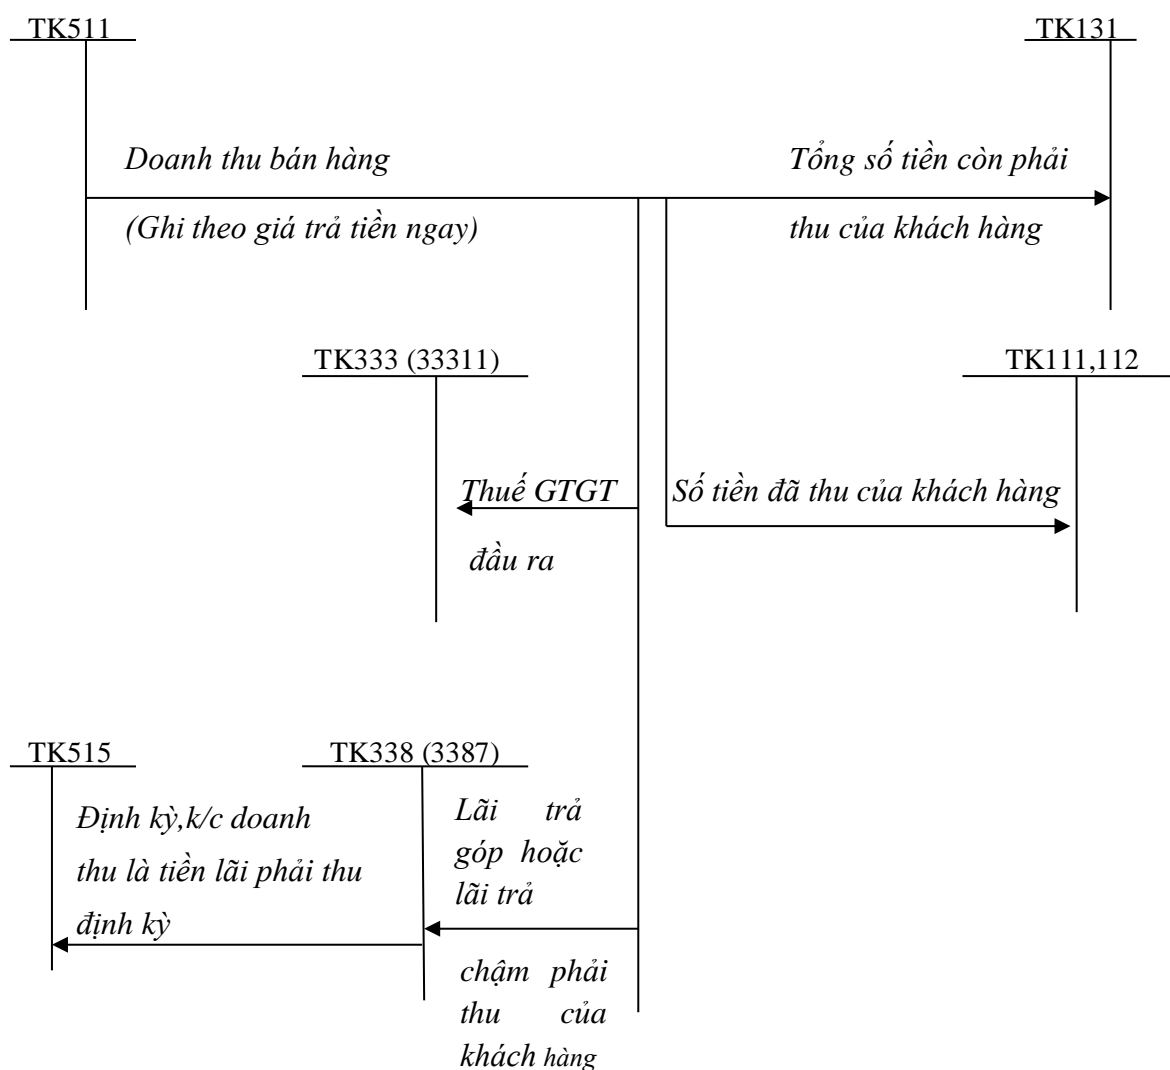 TK511
TK131
Doanh thu bán hàng
Tổng số tiền còn phải
(Ghi theo giá trả tiền ngay)
thu của khách hàng
TK333 (33311)
TK111,112
Thuế GTGT
Số tiền đã thu của khách hàng
đầu ra
TK515
TK338 (3387)
Định kỳ,k/c doanh
thu là tiền lãi phải thu
định kỳ
Lãi trả
góp hoặc
lãi trả
chậm phải
thu của
khách hàng